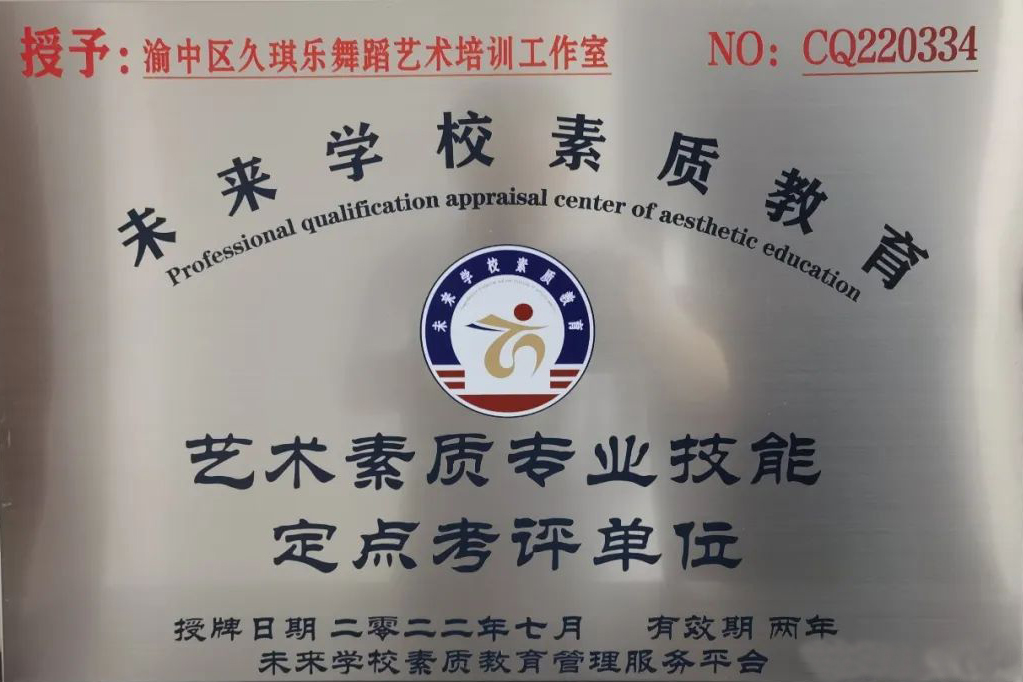 授予：渝中区久琪乐舞蹈艺术培训工作室 NO：CQ220334
未来学校素质教育
Professional qualification appraisal center of aesthetic education
未来学校素质教育
艺术素质专业技能
定点考评单位
授牌日期 二零二二年七月 有效期 两年
未来学校素质教育管理服务平台